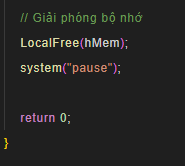 // Giải phóng bộ nhớ
LocalFree(hMem);
system("pause");
return 0;
}